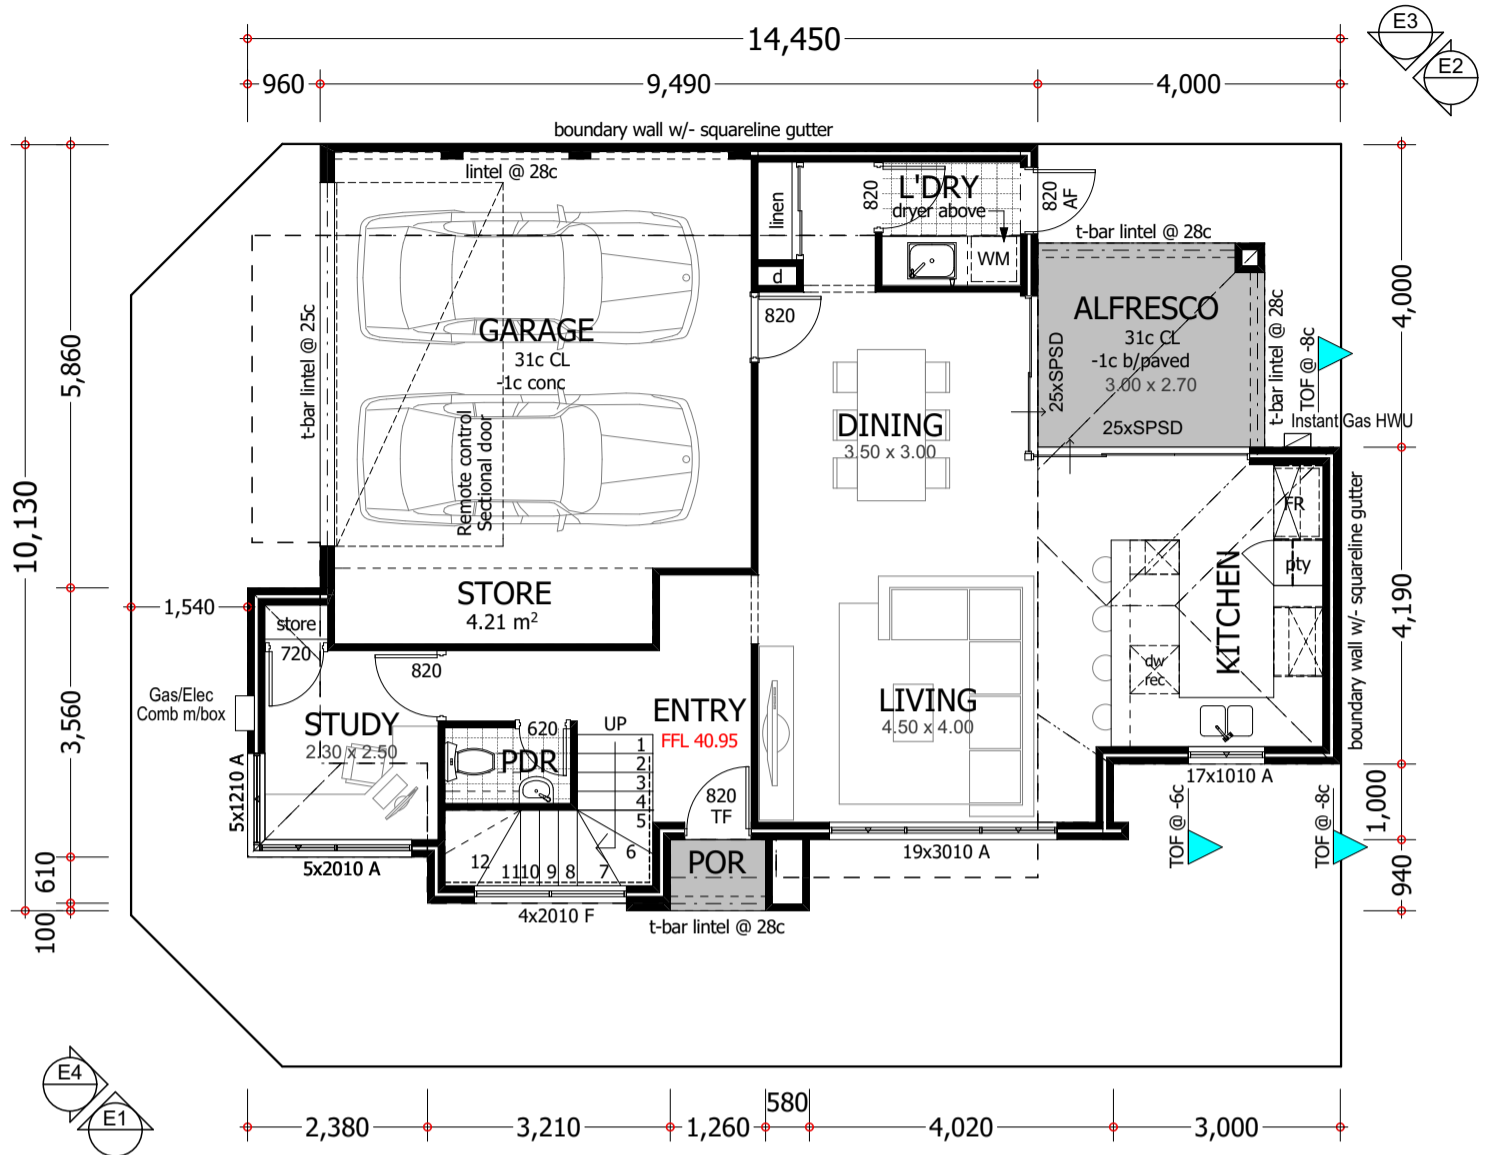 14,450
E3
E2
960
9,490
4,000
boundary wall w/- squareline gutter
lintel @ 28c
linen
820
L'DRY
dryer above
820
AF
WM
d
t-bar lintel @ 28c
ALFRESCO
31c CL
-1c b/paved
3.00 x 2.70
25xSPSD
25xSPSD
t-bar lintel @ 28c
TOF @ -8c
Instant Gas HWU
4,000
5,860
10,130
t-bar lintel @ 25c
GARAGE
31c CL
-1c conc
Remote control
Sectional door
820
DINING
3.50 x 3.00
FR
pty
KITCHEN
dw
rec
boundary wall w/- squareline gutter
4,190
1,540
STORE
4.21 m²
store
720
820
Gas/Elec
Comb m/box
STUDY
2.30 x 2.50
3,560
620
PDR
UP
1
2
3
4
5
6
7
8
9
10
11
12
ENTRY
FFL 40.95
820
TF
LIVING
4.50 x 4.00
17x1010 A
5x1210 A
5x2010 A
4x2010 F
POR
t-bar lintel @ 28c
19x3010 A
TOF @ -6c
TOF @ -8c
1,000
940
610
100
E4
E1
2,380
3,210
1,260
580
4,020
3,000